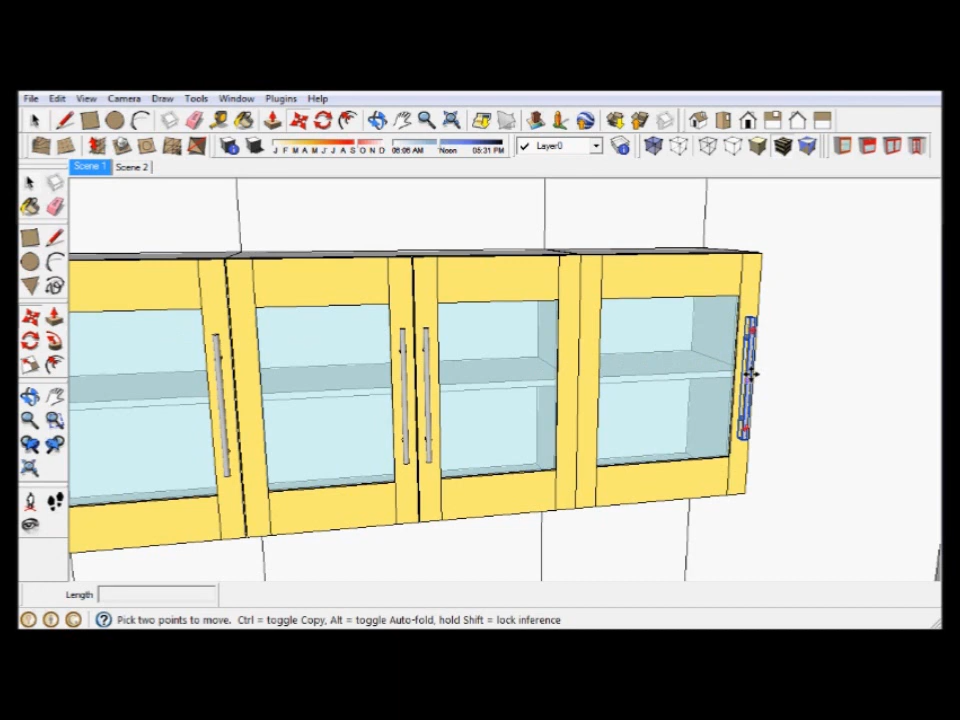 File Edit View Camera Draw Tools Window Plugins Help
J F M A M J J A S O N D 06:06 AM Noon 05:31 PM Layer0
Scene 1 Scene 2
Length
Pick two points to move. Ctrl = toggle Copy, Alt = toggle Auto-fold, hold Shift = lock inference